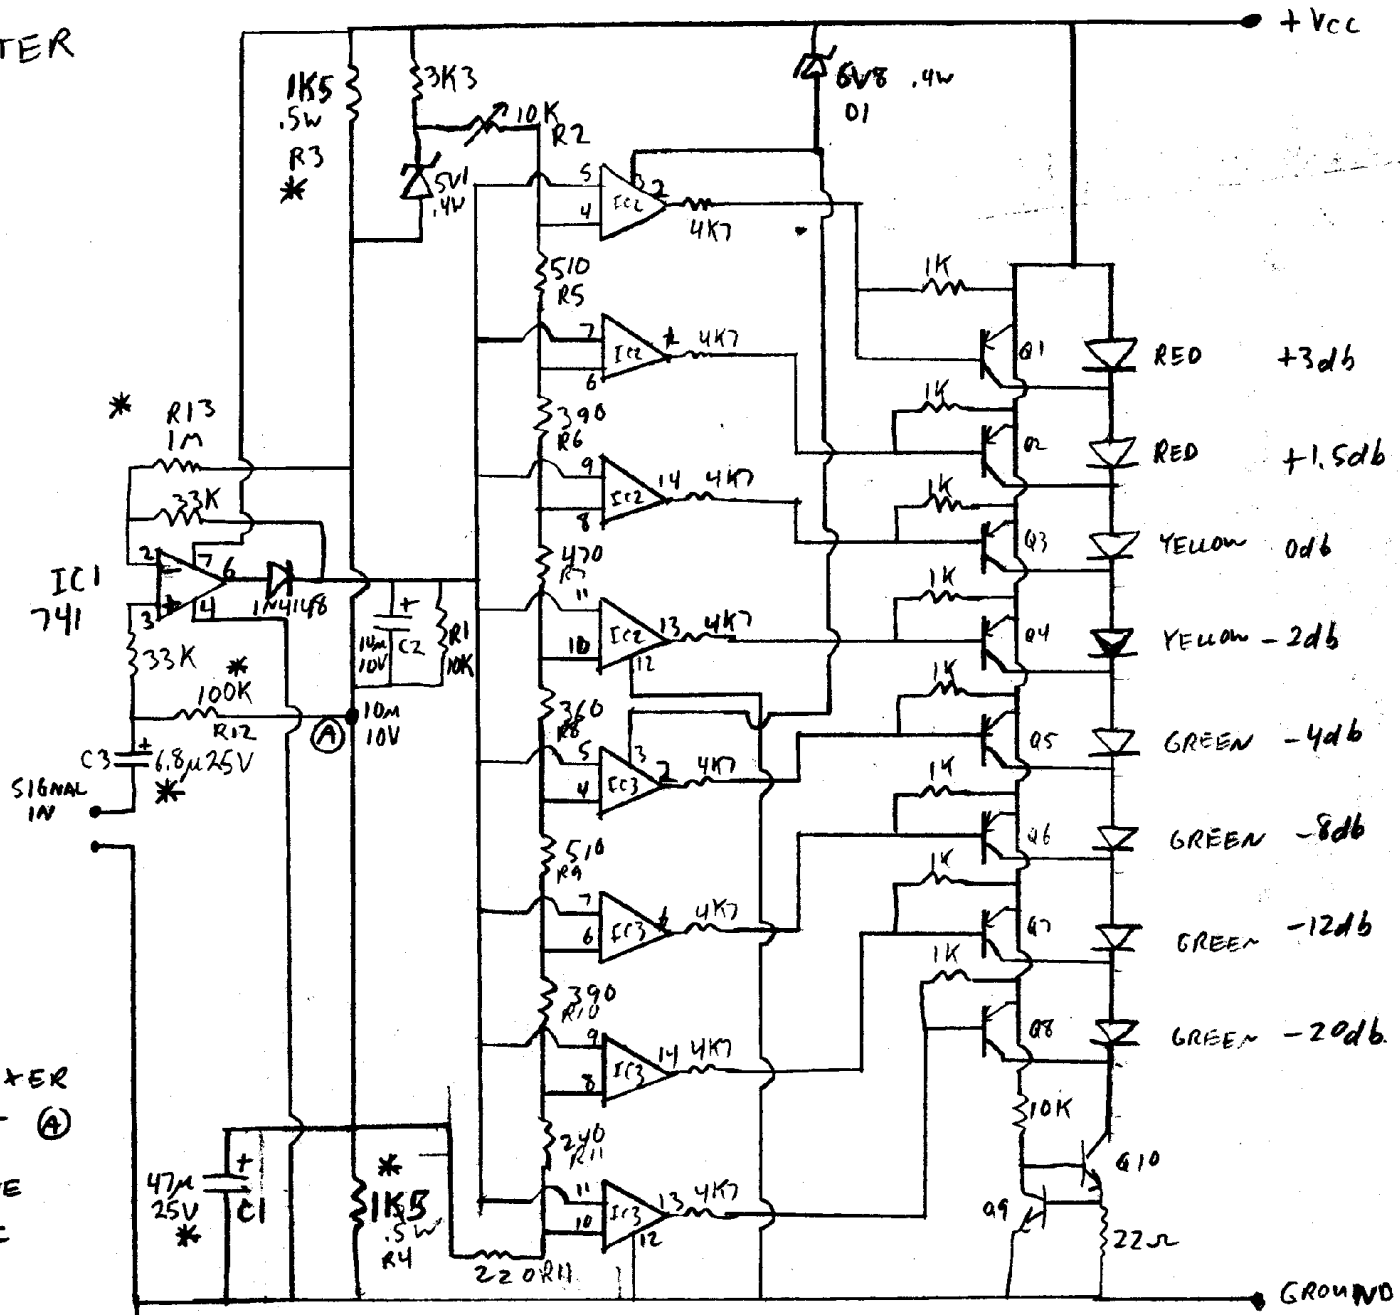 TER
+ Vcc
1K5
.5W
R3
*
3K3
10K
R2
5V1
.4W
6V8 .4W
D1
5
4
3
2
IC2
4K7
510
R5
1K
Q1
RED +3db
7
6
IC2
4K7
390
R6
1K
Q2
RED +1.5db
*
R13
1M
33K
9
8
IC2
14 4K7
1K
Q3
YELLOW 0db
470
R7
IC1
741
2
3
7
4
6
1N4148
+
10V
C2
R1
10K
11
10
IC2
13 4K7
12
1K
Q4
YELLOW -2db
33K
*
100K
R12
A
10M
10V
360
R8
1K
Q5
GREEN -4db
5
4
3
2
IC3
4K7
C3
+
6.8µ 25V
*
SIGNAL
IN
510
R9
1K
Q6
GREEN -8db
7
6
IC3
4K7
1K
Q7
GREEN -12db
390
R10
9
8
IC3
14 4K7
1K
Q8
GREEN -20db.
240
R11
10K
Q10
Q9
22Ω
11
10
IC3
13 4K7
12
220 R11
TER
A
E
C
47µ
25V
*
+
C1
*
1K5
.5W
R4
GROUND